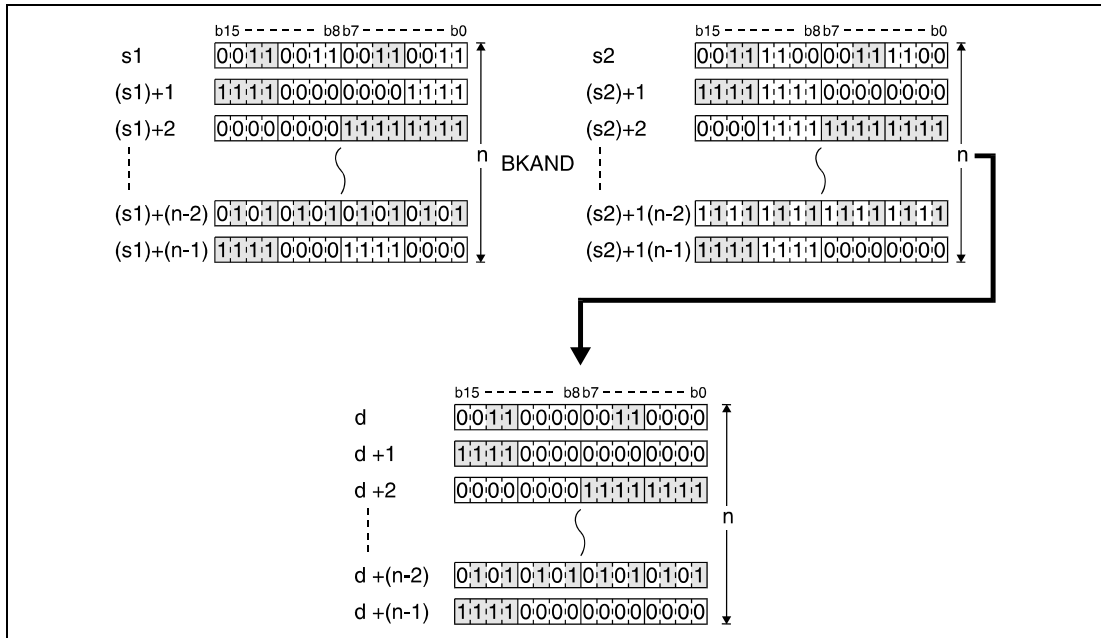 b15 b8 b7 b0
s1 0011001100110011
(s1)+1 1111000000001111
(s1)+2 0000000011111111
(s1)+(n-2) 0101010101010101
(s1)+(n-1) 1111000011110000
n
BKAND
b15 b8 b7 b0
s2 0011110000111100
(s2)+1 1111111100000000
(s2)+2 0000111111111111
(s2)+1(n-2) 1111111111111111
(s2)+1(n-1) 1111111100000000
n
b15 b8 b7 b0
d 0011000000110000
d +1 1111000000000000
d +2 0000000011111111
d +(n-2) 0101010101010101
d +(n-1) 1111000000000000
n